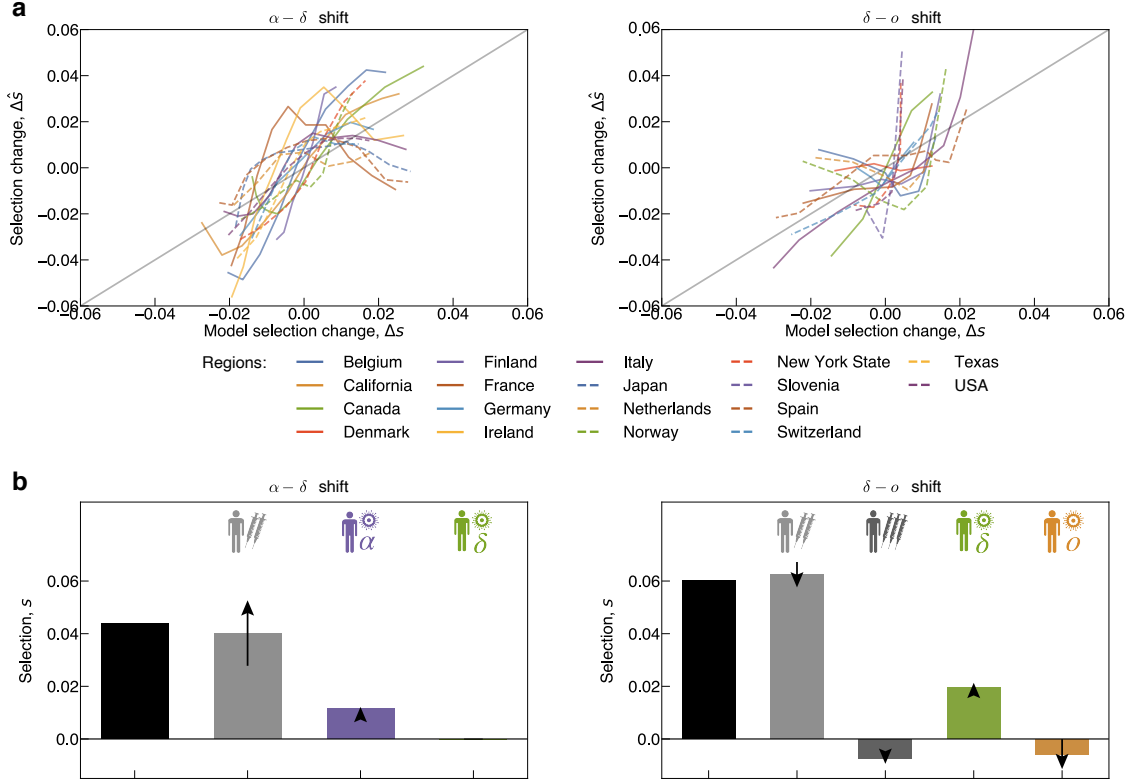 a
α − δ shift
δ − o shift
Selection change, Δŝ
0.06
0.04
0.02
0.00
−0.02
−0.04
−0.06
−0.06
−0.04
−0.02
0.00
0.02
0.04
0.06
Model selection change, Δs
Selection change, Δŝ
0.06
0.04
0.02
0.00
−0.02
−0.04
−0.06
−0.06
−0.04
−0.02
0.00
0.02
0.04
0.06
Model selection change, Δs
Regions:
Belgium
Finland
Italy
New York State
Texas
California
France
Japan
Slovenia
USA
Canada
Germany
Netherlands
Spain
Denmark
Ireland
Norway
Switzerland
b
α − δ shift
δ − o shift
α
δ
Selection, s
0.06
0.04
0.02
0.0
δ
o
Selection, s
0.06
0.04
0.02
0.0